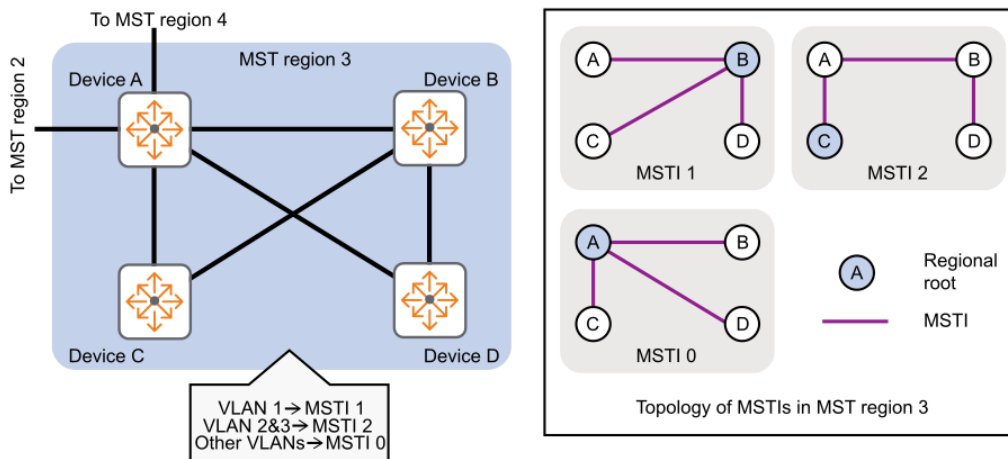 To MST region 4
MST region 3
Device A
Device B
To MST region 2
Device C
Device D
VLAN 1→MSTI 1
VLAN 2&3→MSTI 2
Other VLANs→MSTI 0
A
B
C
D
MSTI 1
A
B
C
D
MSTI 2
A
B
C
D
MSTI 0
A
Regional
root
MSTI
Topology of MSTIs in MST region 3